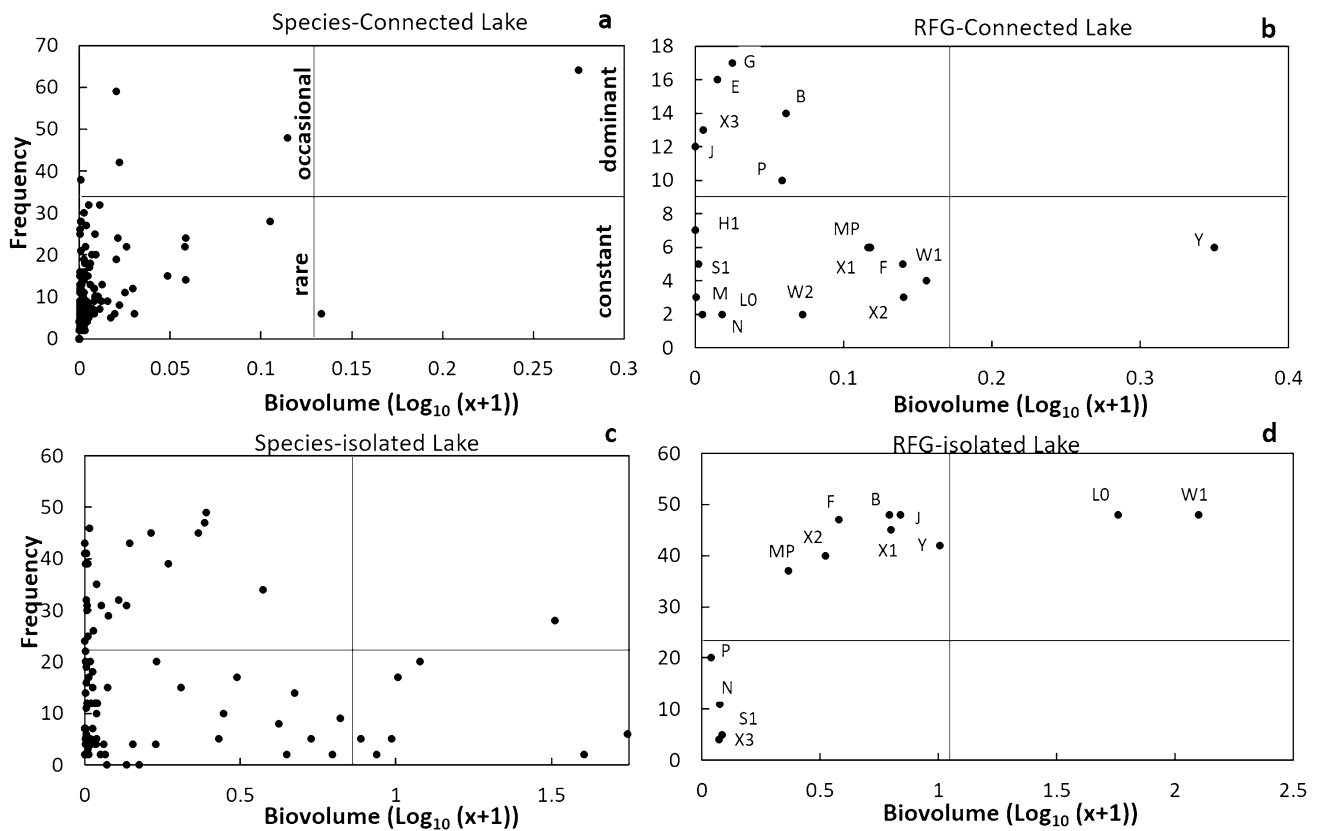 Species-Connected Lake
a
70
60
50
40
30
20
10
0
Frequency
occasional
dominant
rare
constant
0
0.05
0.1
0.15
0.2
0.25
0.3
Biovolume (Log10 (x+1))
RFG-Connected Lake
b
18
16
14
12
10
8
6
4
2
0
G
E
B
X3
J
P
H1
MP
Y
S1
X1
F
W1
M
L0
W2
X2
N
0
0.1
0.2
0.3
0.4
Biovolume (Log10 (x+1))
Species-isolated Lake
c
60
50
40
30
20
10
0
Frequency
0
0.5
1
1.5
Biovolume (Log10 (x+1))
RFG-isolated Lake
d
60
50
40
30
20
10
0
F
B
J
L0
W1
X2
X1
Y
MP
P
N
S1
X3
0
0.5
1
1.5
2
2.5
Biovolume (Log10 (x+1))